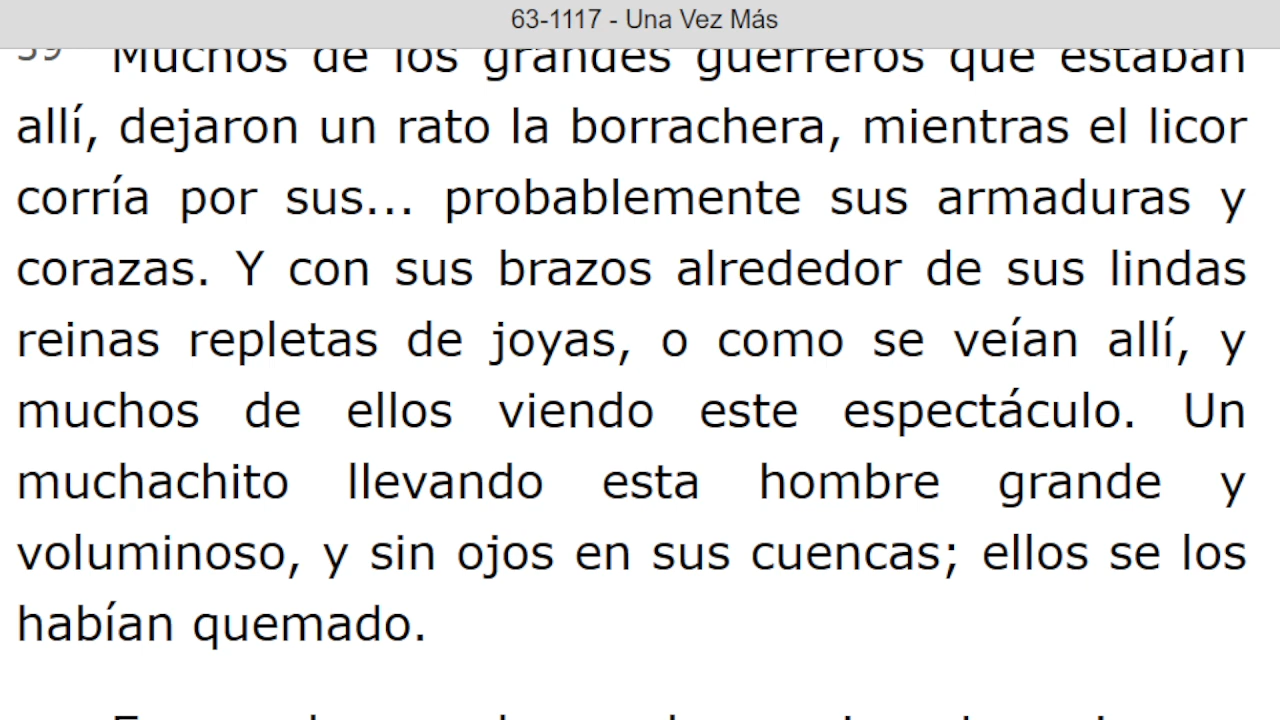 63-1117 - Una Vez Más
39 Muchos de los grandes guerreros que estaban
allí, dejaron un rato la borrachera, mientras el licor
corría por sus... probablemente sus armaduras y
corazas. Y con sus brazos alrededor de sus lindas
reinas repletas de joyas, o como se veían allí, y
muchos de ellos viendo este espectáculo. Un
muchachito llevando esta hombre grande y
voluminoso, y sin ojos en sus cuencas; ellos se los
habían quemado.